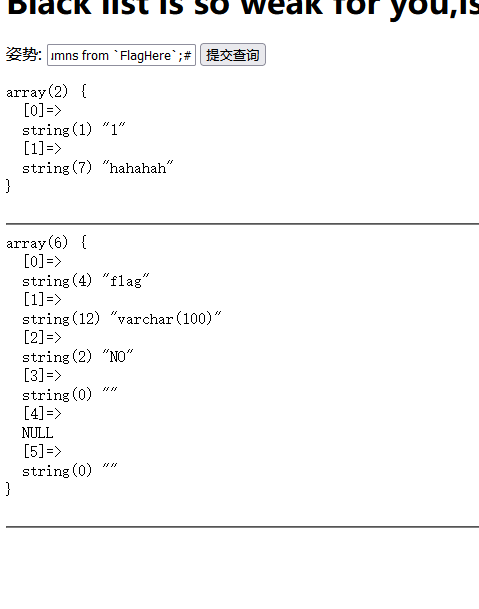 Black list is so weak for you,is
姿势: umns from `FlagHere`;# 提交查询
array(2) {
  [0]=>
  string(1) "1"
  [1]=>
  string(7) "hahahah"
}
array(6) {
  [0]=>
  string(4) "flag"
  [1]=>
  string(12) "varchar(100)"
  [2]=>
  string(2) "NO"
  [3]=>
  string(0) ""
  [4]=>
  NULL
  [5]=>
  string(0) ""
}